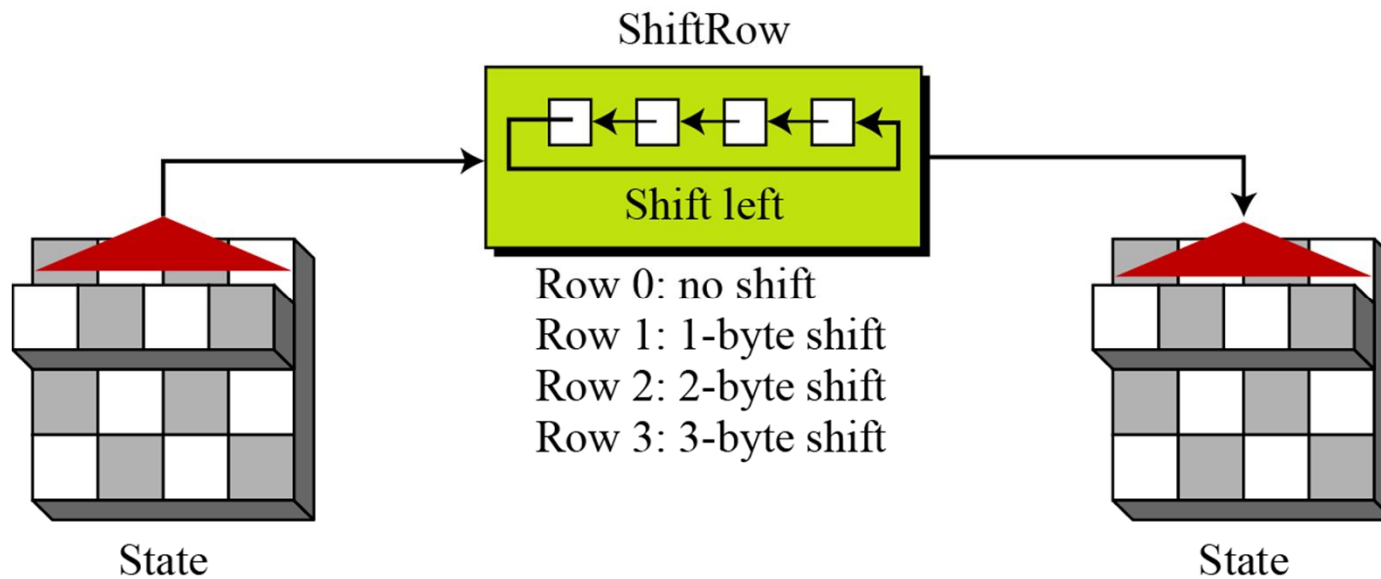 ShiftRow
Shift left
Row 0: no shift
Row 1: 1-byte shift
Row 2: 2-byte shift
Row 3: 3-byte shift
State
State